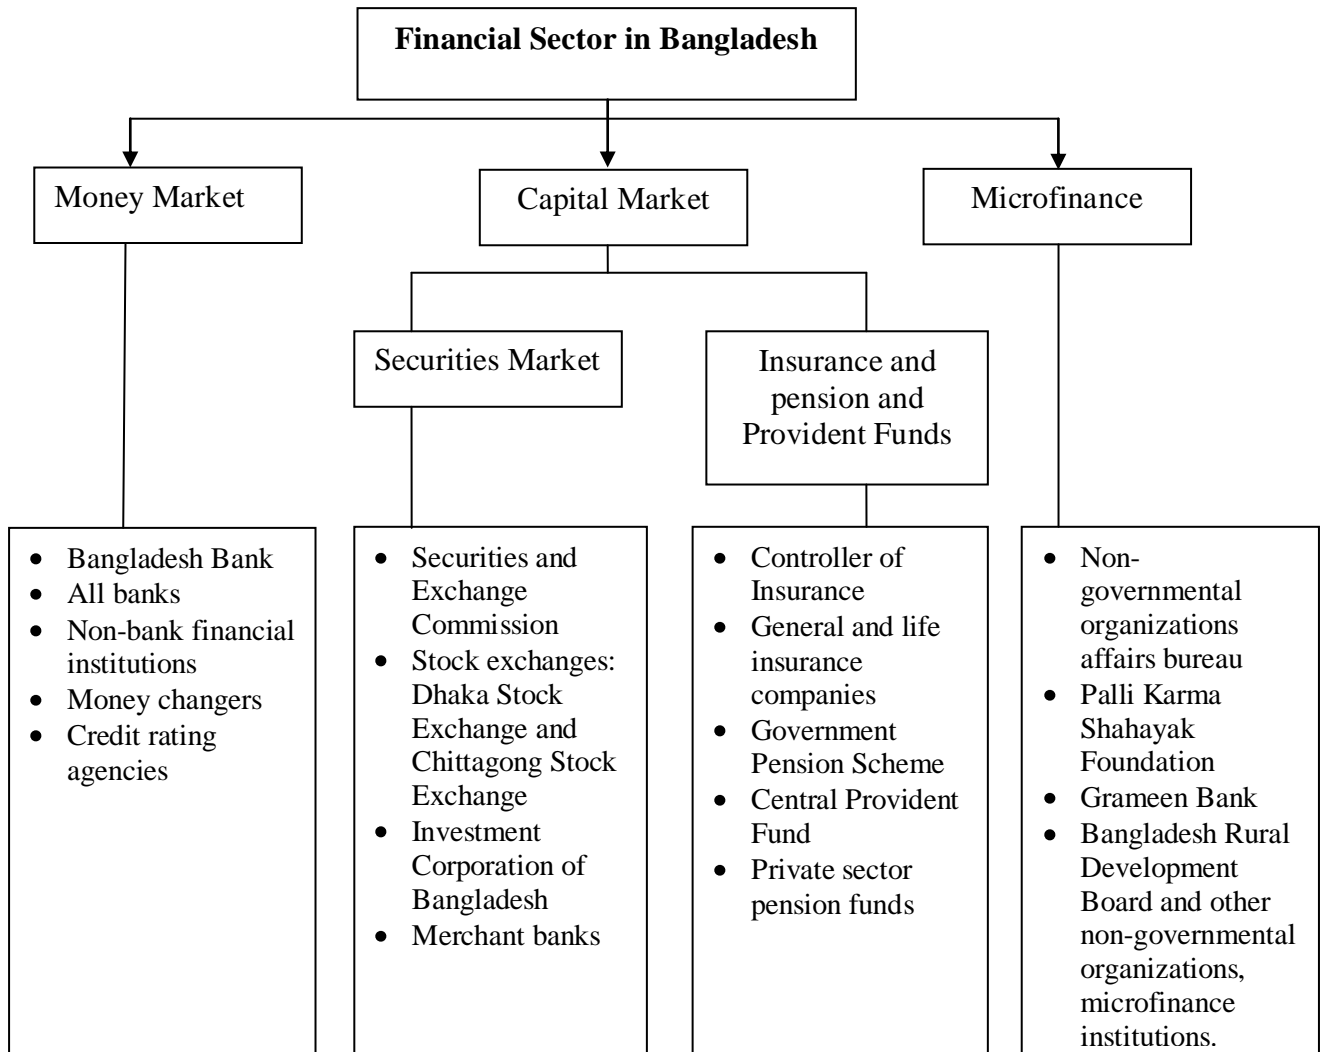 Financial Sector in Bangladesh
Money Market
Capital Market
Microfinance
Securities Market
Insurance and
pension and
Provident Funds
• Bangladesh Bank
• All banks
• Non-bank financial
institutions
• Money changers
• Credit rating
agencies
• Securities and
Exchange
Commission
• Stock exchanges:
Dhaka Stock
Exchange and
Chittagong Stock
Exchange
• Investment
Corporation of
Bangladesh
• Merchant banks
• Controller of
Insurance
• General and life
insurance
companies
• Government
Pension Scheme
• Central Provident
Fund
• Private sector
pension funds
• Non-
governmental
organizations
affairs bureau
• Palli Karma
Shahayak
Foundation
• Grameen Bank
• Bangladesh Rural
Development
Board and other
non-governmental
organizations,
microfinance
institutions.